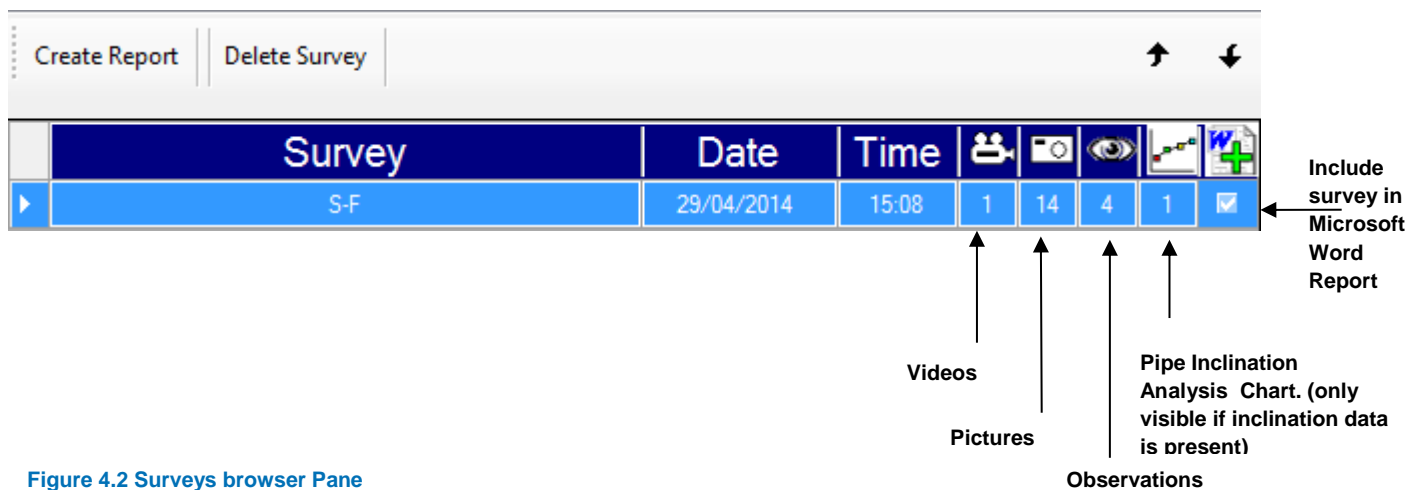 Create Report Delete Survey
Survey Date Time W
S-F 29/04/2014 15:08 1 14 4 1
Include
survey in
Microsoft
Word
Report
Videos
Pipe Inclination
Analysis Chart. (only
visible if inclination data
is present)
Pictures
Observations
Figure 4.2 Surveys browser Pane